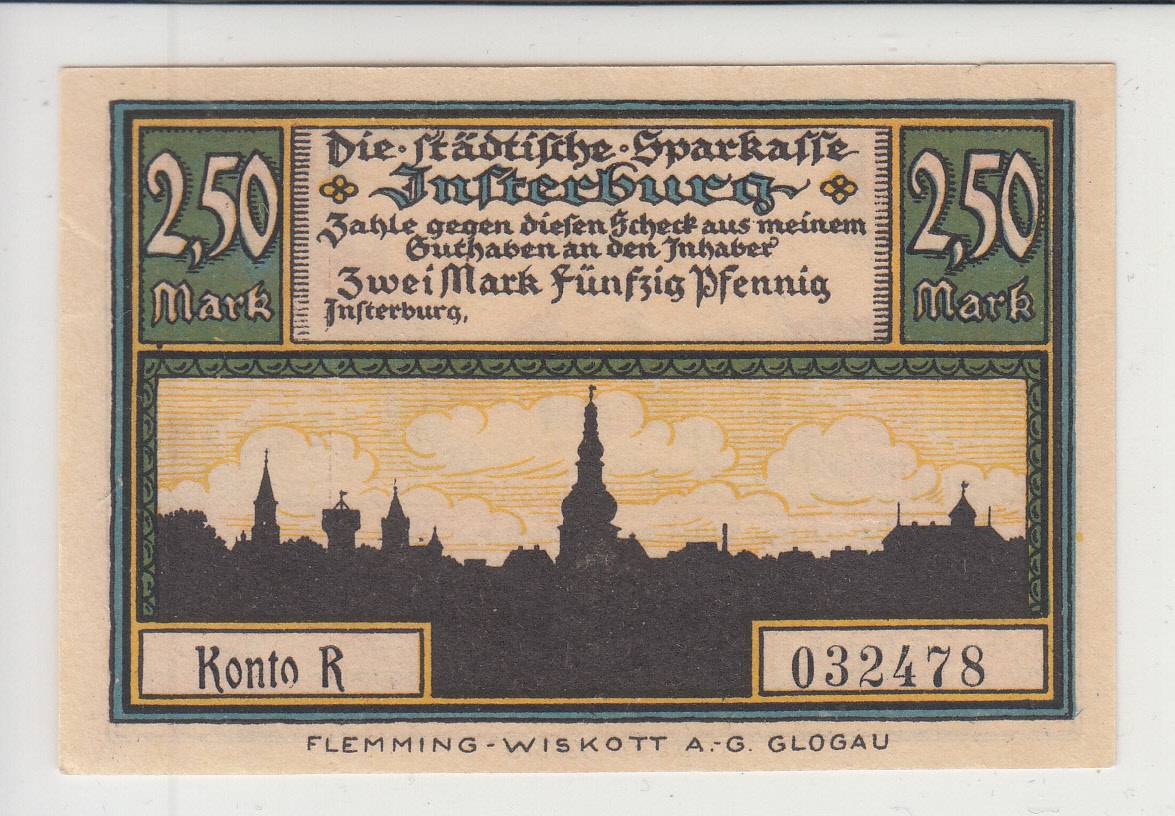 2,50
Mark
Die städtische Sparkasse
Insterburg
Zahle gegen diesen Scheck aus meinem
Guthaben an den Inhaber
Zwei Mark Fünfzig Pfennig
Insterburg,
2,50
Mark
Konto R
032478
FLEMMING-WISKOTT A.-G. GLOGAU